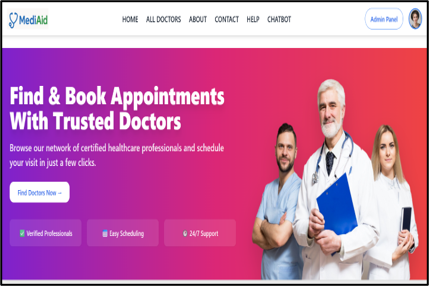 MediAid
HOME ALL DOCTORS ABOUT CONTACT HELP CHATBOT
Admin Panel
Find & Book Appointments
With Trusted Doctors
Browse our network of certified healthcare professionals and schedule
your visit in just a few clicks.
Find Doctors Now →
✅ Verified Professionals
Easy Scheduling
24/7 Support